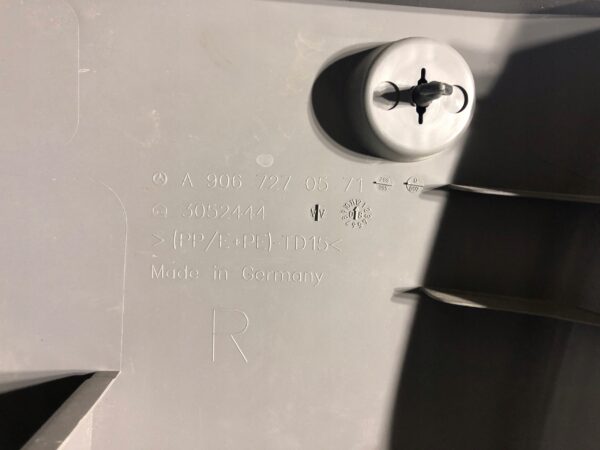 A 906 727 05 71
3052444
>(PP/E+PE)-TD15<
Made in Germany
R